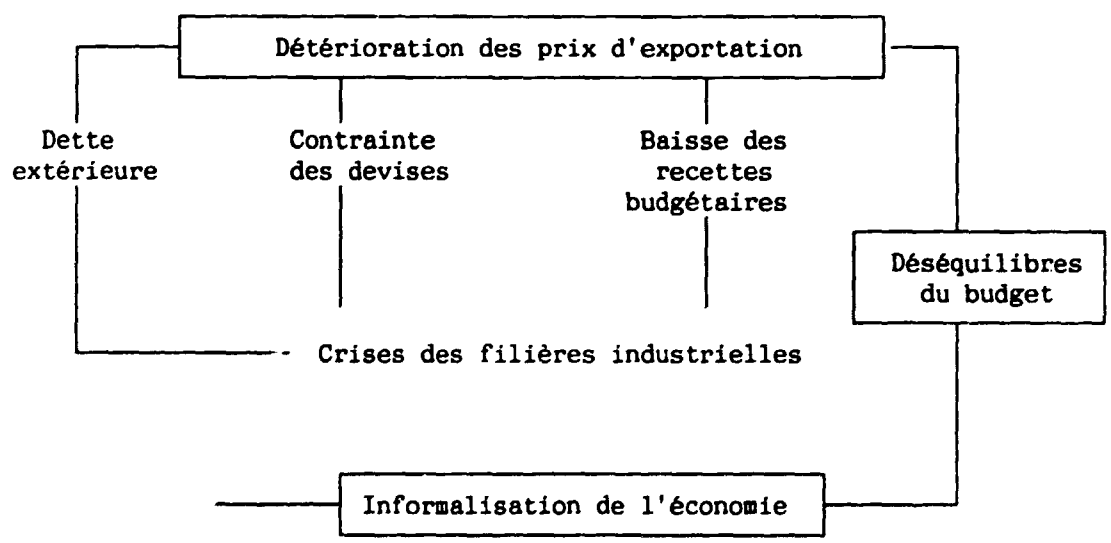 Détérioration des prix d'exportation
Dette
extérieure
Contrainte
des devises
Baisse des
recettes
budgétaires
Déséquilibres
du budget
Crises des filières industrielles
Informalisation de l'économie